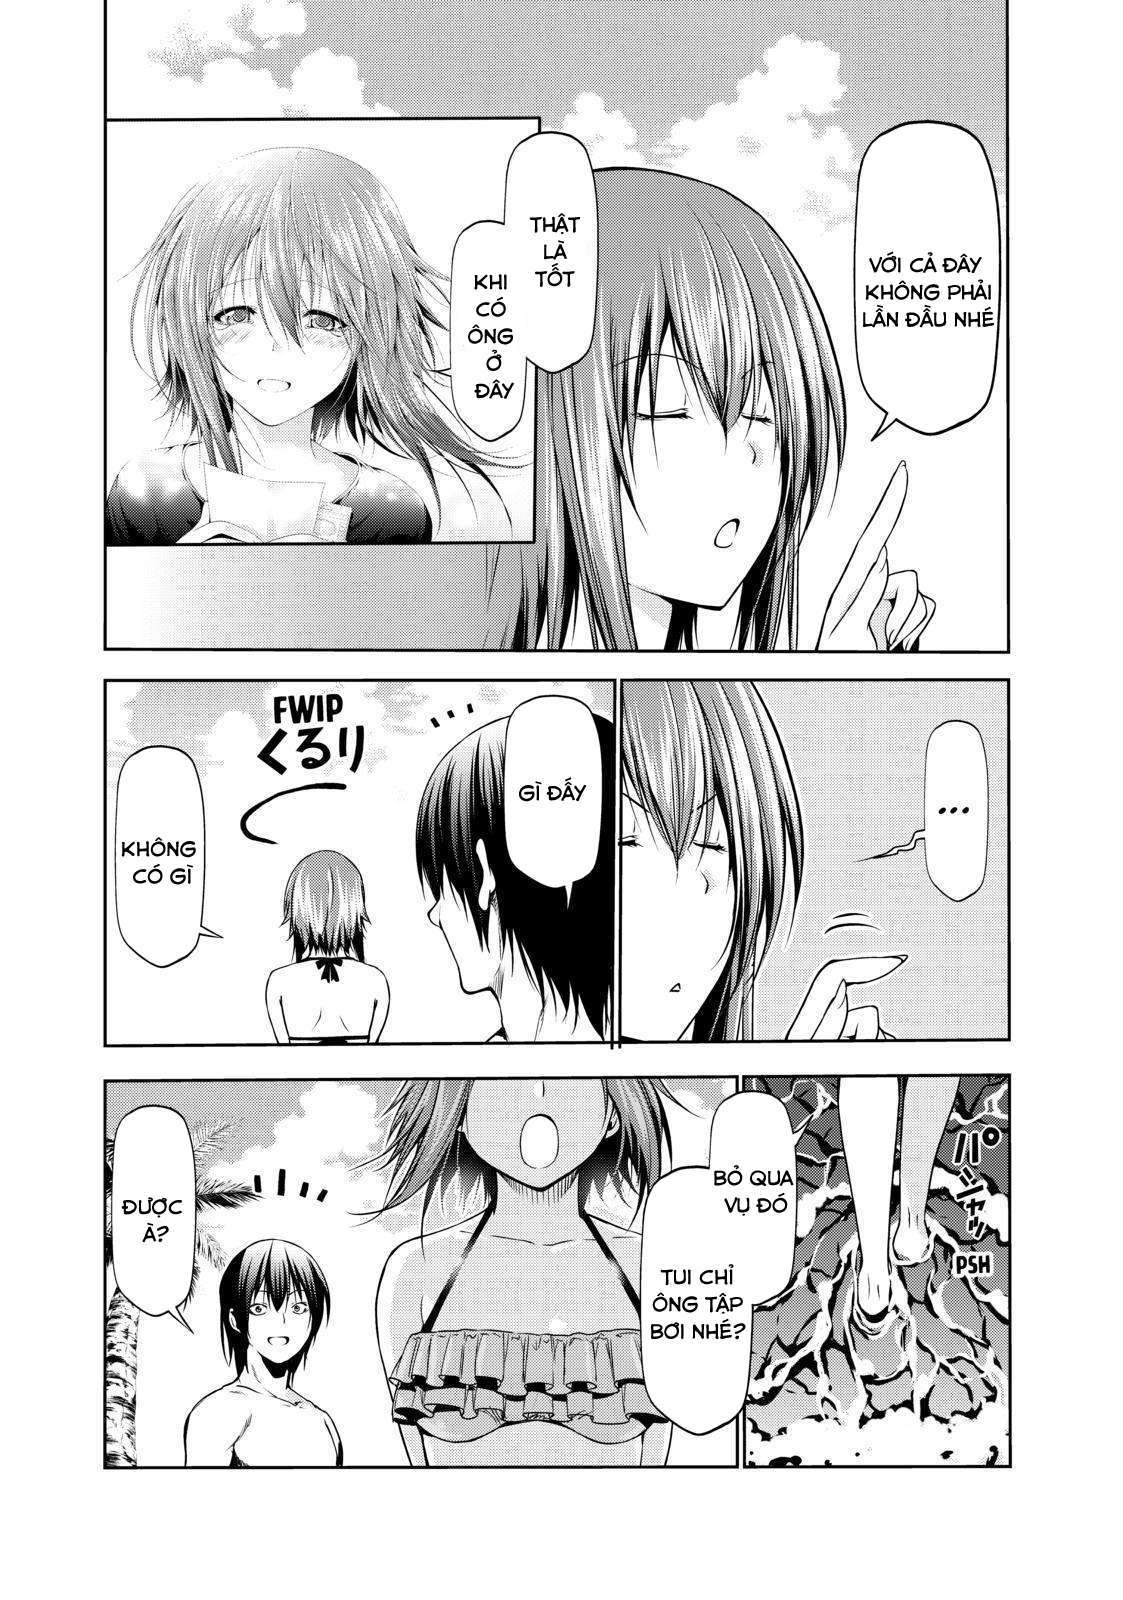 VỚI CẢ ĐÂY
KHÔNG PHẢI
LẦN ĐẦU NHÉ
THẬT
LÀ
TỐT
KHI
CÓ
ÔNG
Ở
ĐÂY
...
GÌ ĐẤY
FWIP
くるり
KHÔNG
CÓ GÌ
パシャッ
PSH
BỎ QUA
VỤ ĐÓ
TUI CHỈ
ÔNG TẬP
BƠI NHÉ?
ĐƯỢC
À?